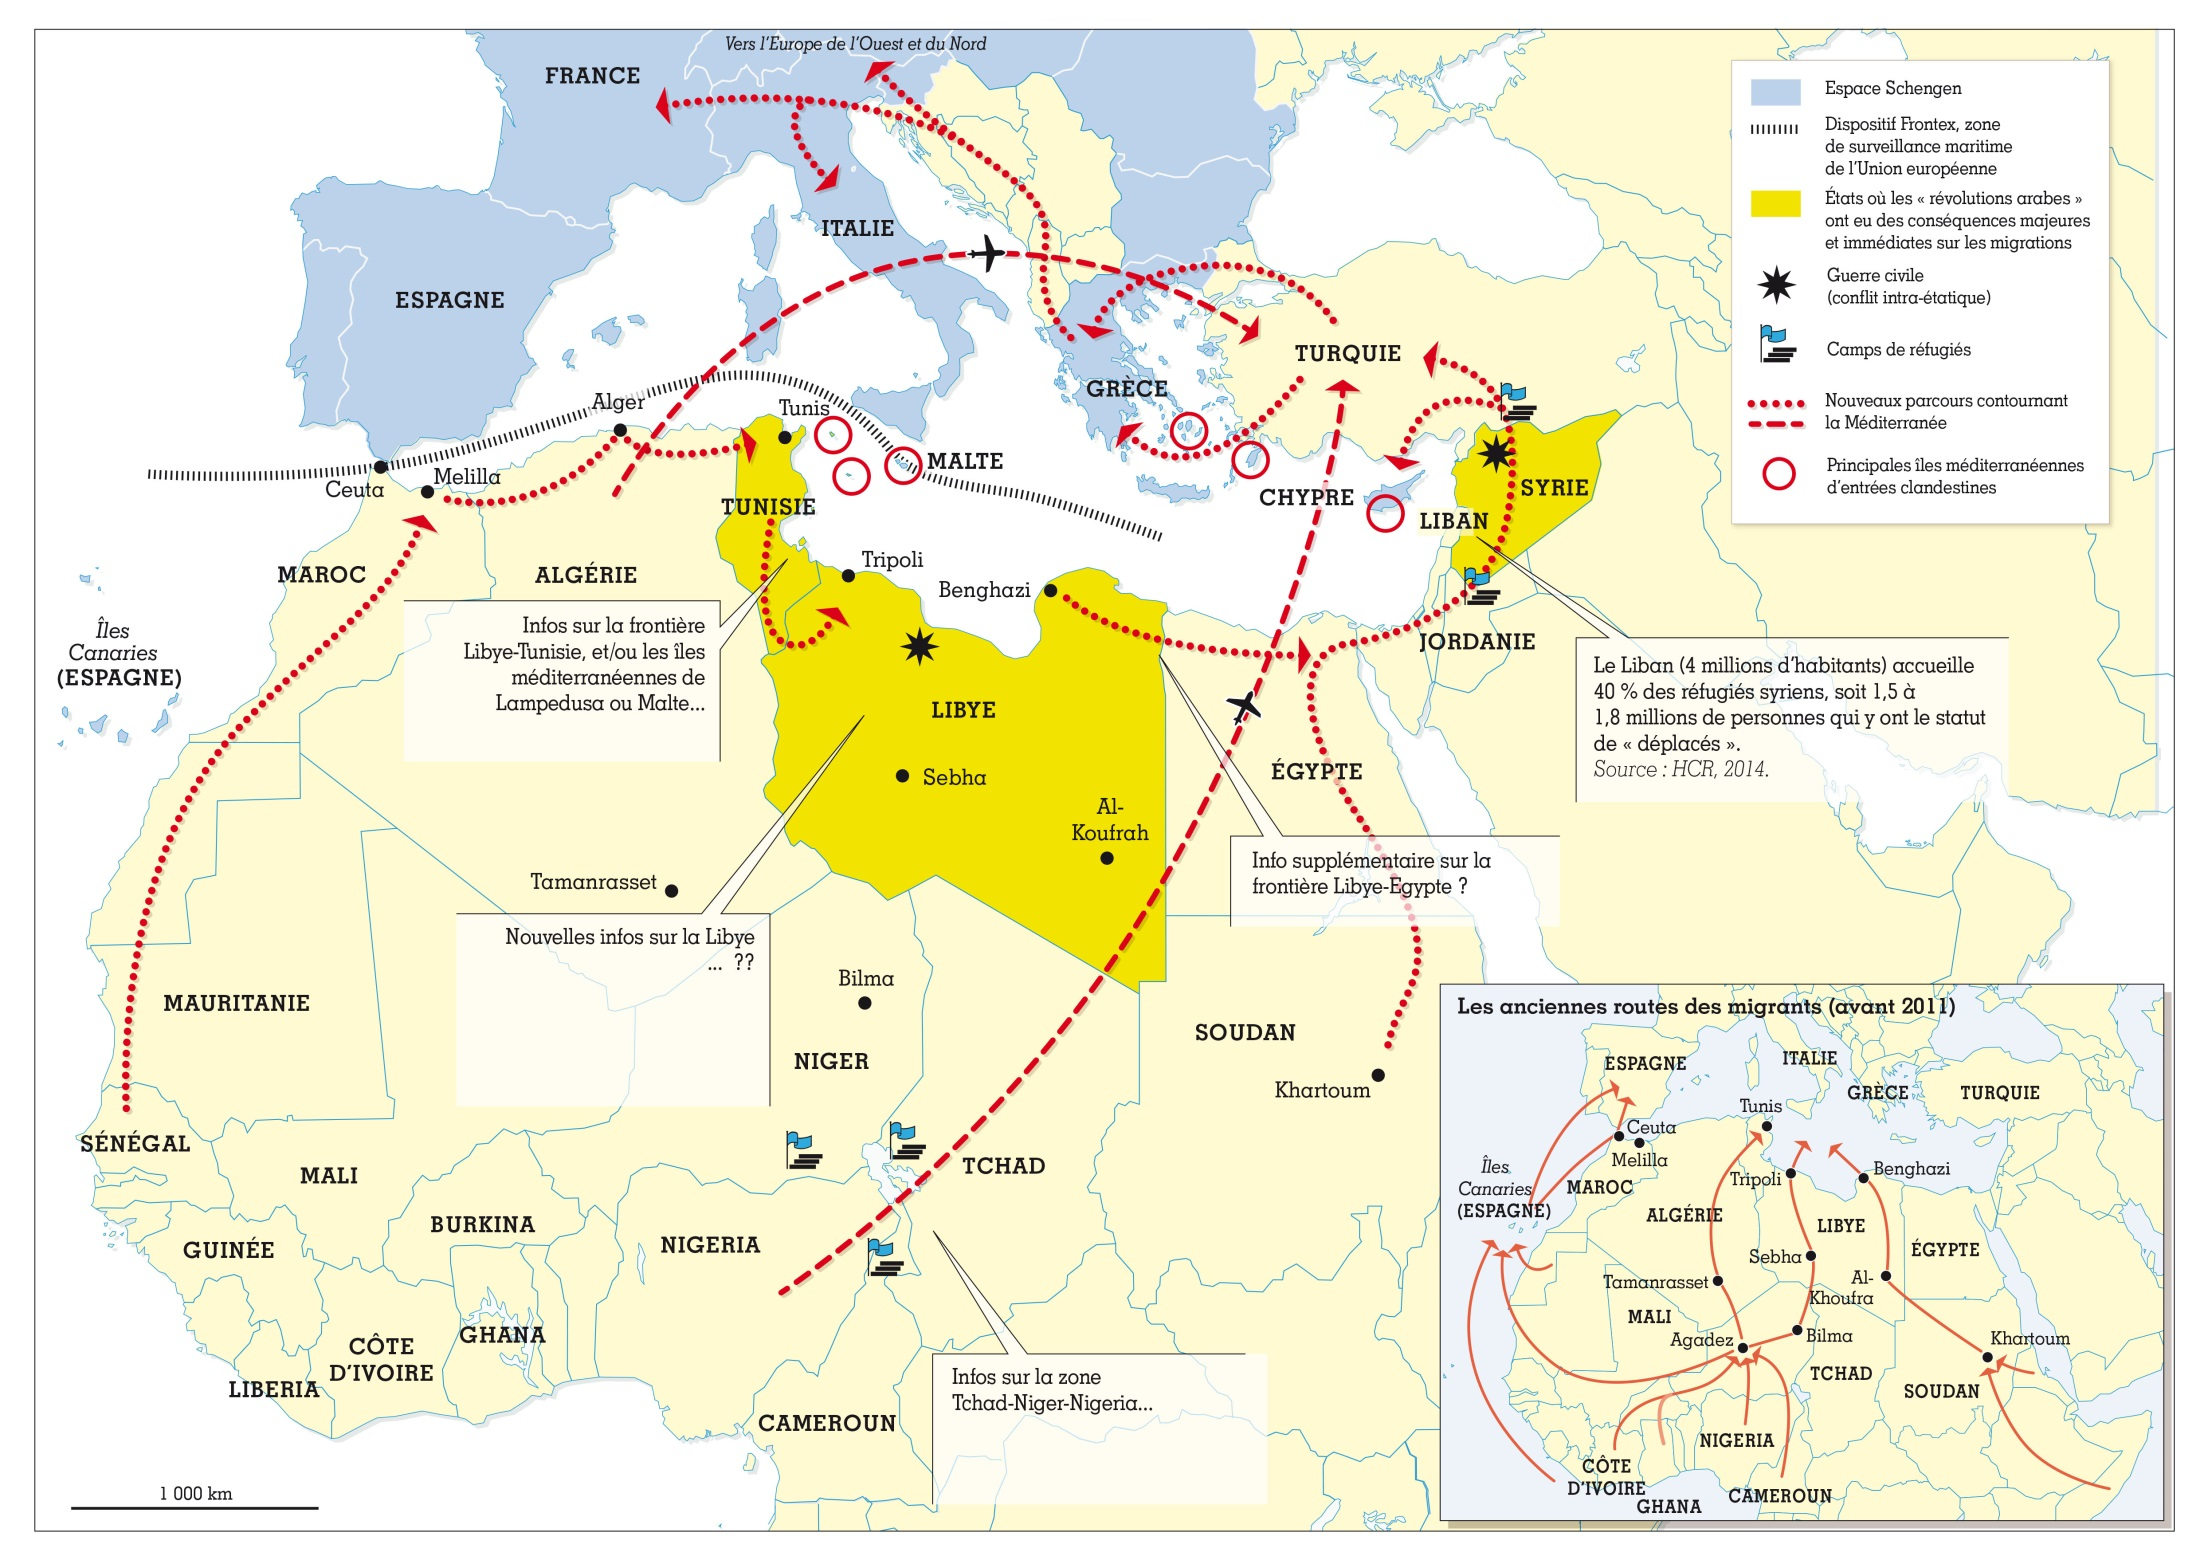 Vers l'Europe de l'Ouest et du Nord
FRANCE
ITALIE
ESPAGNE
TURQUIE
GRÈCE
Alger
Tunis
MALTE
Ceuta
Melilla
TUNISIE
CHYPRE
SYRIE
LIBAN
MAROC
ALGÉRIE
Tripoli
Benghazi
JORDANIE
Îles
Canaries
(ESPAGNE)
LIBYE
Sebha
ÉGYPTE
Al-
Koufrah
Tamanrasset
Bilma
MAURITANIE
NIGER
SOUDAN
Khartoum
SÉNÉGAL
MALI
TCHAD
BURKINA
GUINÉE
NIGERIA
GHANA
CÔTE
D'IVOIRE
LIBERIA
CAMEROUN
1 000 km
Infos sur la frontière
Libye-Tunisie, et/ou les îles
méditerranéennes de
Lampedusa ou Malte...
Nouvelles infos sur la Libye
... ??
Info supplémentaire sur la
frontière Libye-Egypte ?
Le Liban (4 millions d'habitants) accueille
40 % des réfugiés syriens, soit 1,5 à
1,8 millions de personnes qui y ont le statut
de « déplacés ».
Source : HCR, 2014.
Infos sur la zone
Tchad-Niger-Nigeria...
Espace Schengen
Dispositif Frontex, zone
de surveillance maritime
de l'Union européenne
États où les « révolutions arabes »
ont eu des conséquences majeures
et immédiates sur les migrations
Guerre civile
(conflit intra-étatique)
Camps de réfugiés
Nouveaux parcours contournant
la Méditerranée
Principales îles méditerranéennes
d'entrées clandestines
Les anciennes routes des migrants (avant 2011)
ESPAGNE
ITALIE
GRÈCE
TURQUIE
Tunis
Ceuta
Melilla
Îles
Canaries
(ESPAGNE)
MAROC
Tripoli
Benghazi
ALGÉRIE
LIBYE
ÉGYPTE
Sebha
Tamanrasset
Al-
Khoufra
MALI
Agadez
Bilma
Khartoum
TCHAD
SOUDAN
NIGERIA
CÔTE
D'IVOIRE
GHANA
CAMEROUN